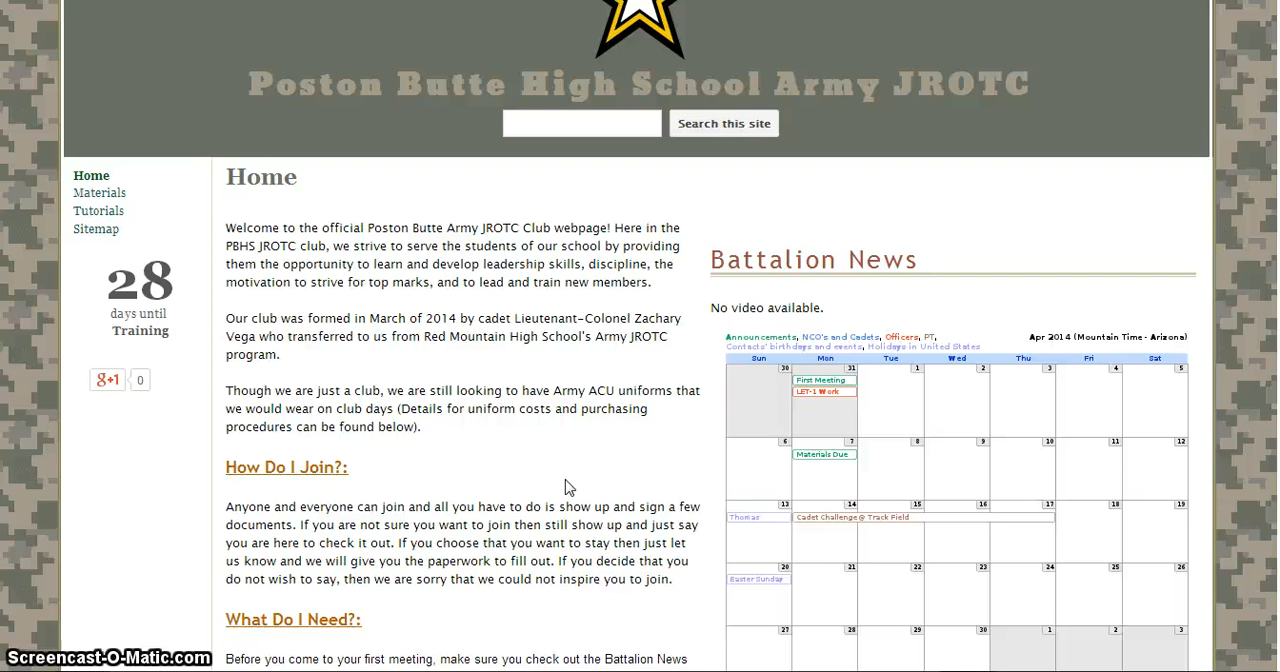 Poston Butte High School Army JROTC
Search this site
Home
Materials
Tutorials
Sitemap
28
days until
Training
g+1 0
Home
Welcome to the official Poston Butte Army JROTC Club webpage! Here in the
PBHS JROTC club, we strive to serve the students of our school by providing
them the opportunity to learn and develop leadership skills, discipline, the
motivation to strive for top marks, and to lead and train new members.
Our club was formed in March of 2014 by cadet Lieutenant-Colonel Zachary
Vega who transferred to us from Red Mountain High School's Army JROTC
program.
Though we are just a club, we are still looking to have Army ACU uniforms that
we would wear on club days (Details for uniform costs and purchasing
procedures can be found below).
How Do I Join?:
Anyone and everyone can join and all you have to do is show up and sign a few
documents. If you are not sure you want to join then still show up and just say
you are here to check it out. If you choose that you want to stay then just let
us know and we will give you the paperwork to fill out. If you decide that you
do not wish to say, then we are sorry that we could not inspire you to join.
What Do I Need?:
Before you come to your first meeting, make sure you check out the Battalion News
Battalion News
No video available.
Announcements, NCO's and Cadets, Officers, PT, Apr 2014 (Mountain Time - Arizona)
Contacts' birthdays and events, Holidays in United States
Sun Mon Tue Wed Thu Fri Sat
30 31 1 2 3 4 5
First Meeting
LET-1 Work
6 7 8 9 10 11 12
Materials Due
13 14 15 16 17 18 19
Thomas Cadet Challenge @ Track Field
20 21 22 23 24 25 26
Easter Sunday
27 28 29 30 1 2 3
Screencast-O-Matic.com